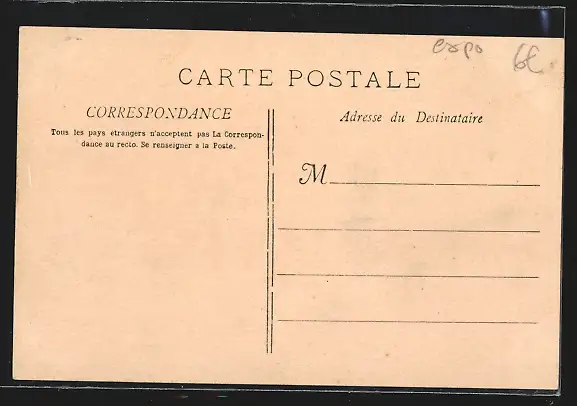 expo 6€
CARTE POSTALE
CORRESPONDANCE
Tous les pays étrangers n'acceptent pas La Correspon-
dance au recto. Se renseigner a la Poste.
Adresse du Destinataire
M